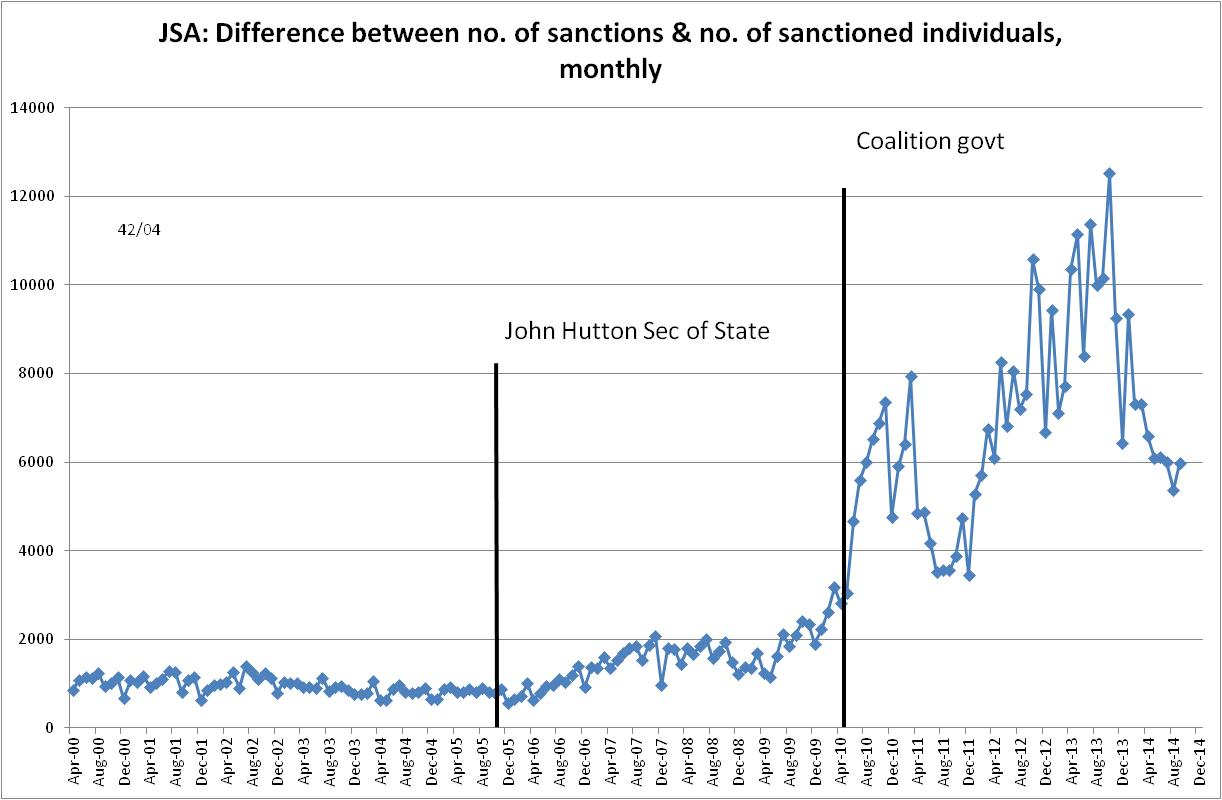 JSA: Difference between no. of sanctions & no. of sanctioned individuals,
monthly
14000
12000
10000
8000
6000
4000
2000
0
Coalition govt
42/04
John Hutton Sec of State
Apr-00
Aug-00
Dec-00
Apr-01
Aug-01
Dec-01
Apr-02
Aug-02
Dec-02
Apr-03
Aug-03
Dec-03
Apr-04
Aug-04
Dec-04
Apr-05
Aug-05
Dec-05
Apr-06
Aug-06
Dec-06
Apr-07
Aug-07
Dec-07
Apr-08
Aug-08
Dec-08
Apr-09
Aug-09
Dec-09
Apr-10
Aug-10
Dec-10
Apr-11
Aug-11
Dec-11
Apr-12
Aug-12
Dec-12
Apr-13
Aug-13
Dec-13
Apr-14
Aug-14
Dec-14